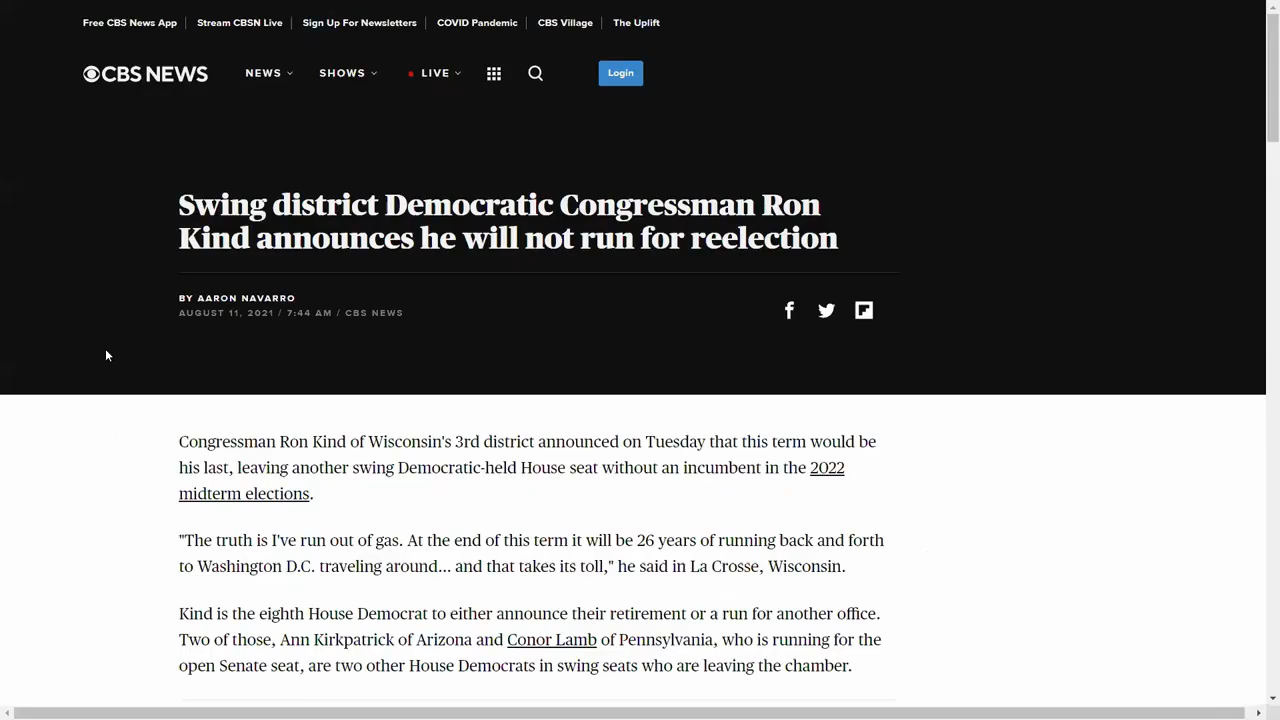 Free CBS News App Stream CBSN Live Sign Up For Newsletters COVID Pandemic CBS Village The Uplift
CBS NEWS NEWS SHOWS LIVE Login
Swing district Democratic Congressman Ron
Kind announces he will not run for reelection
BY AARON NAVARRO
AUGUST 11, 2021 / 7:44 AM / CBS NEWS
Congressman Ron Kind of Wisconsin's 3rd district announced on Tuesday that this term would be
his last, leaving another swing Democratic-held House seat without an incumbent in the 2022
midterm elections.
"The truth is I've run out of gas. At the end of this term it will be 26 years of running back and forth
to Washington D.C. traveling around... and that takes its toll," he said in La Crosse, Wisconsin.
Kind is the eighth House Democrat to either announce their retirement or a run for another office.
Two of those, Ann Kirkpatrick of Arizona and Conor Lamb of Pennsylvania, who is running for the
open Senate seat, are two other House Democrats in swing seats who are leaving the chamber.